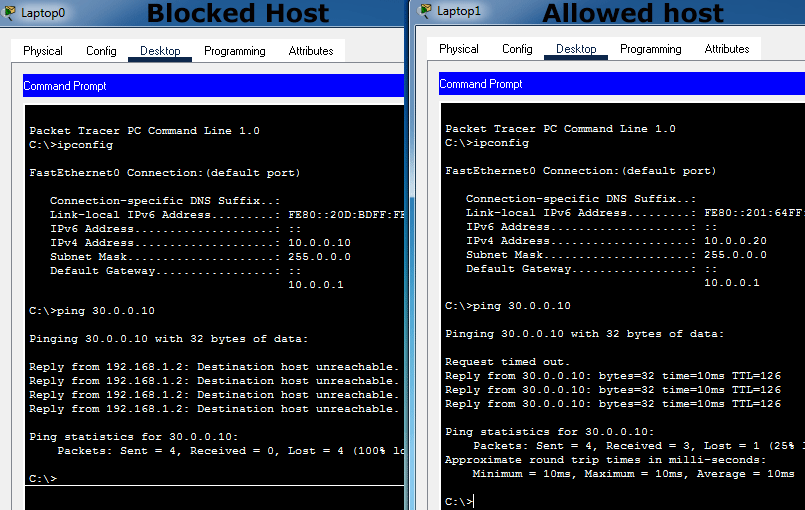 Laptop0
Blocked Host
Physical Config Desktop Programming Attributes
Command Prompt
Packet Tracer PC Command Line 1.0
C:\>ipconfig
FastEthernet0 Connection:(default port)
Connection-specific DNS Suffix..:
Link-local IPv6 Address.........: FE80::20D:BDFF:FE
IPv6 Address....................: ::
IPv4 Address....................: 10.0.0.10
Subnet Mask.....................: 255.0.0.0
Default Gateway.................: ::
10.0.0.1
C:\>ping 30.0.0.10
Pinging 30.0.0.10 with 32 bytes of data:
Reply from 192.168.1.2: Destination host unreachable.
Reply from 192.168.1.2: Destination host unreachable.
Reply from 192.168.1.2: Destination host unreachable.
Reply from 192.168.1.2: Destination host unreachable.
Ping statistics for 30.0.0.10:
Packets: Sent = 4, Received = 0, Lost = 4 (100% lo
C:\>
Laptop1
Allowed host
Physical Config Desktop Programming Attributes
Command Prompt
Packet Tracer PC Command Line 1.0
C:\>ipconfig
FastEthernet0 Connection:(default port)
Connection-specific DNS Suffix..:
Link-local IPv6 Address.........: FE80::201:64FF:
IPv6 Address....................: ::
IPv4 Address....................: 10.0.0.20
Subnet Mask.....................: 255.0.0.0
Default Gateway.................: ::
10.0.0.1
C:\>ping 30.0.0.10
Pinging 30.0.0.10 with 32 bytes of data:
Request timed out.
Reply from 30.0.0.10: bytes=32 time=10ms TTL=126
Reply from 30.0.0.10: bytes=32 time=10ms TTL=126
Reply from 30.0.0.10: bytes=32 time=10ms TTL=126
Ping statistics for 30.0.0.10:
Packets: Sent = 4, Received = 3, Lost = 1 (25% l
Approximate round trip times in milli-seconds:
Minimum = 10ms, Maximum = 10ms, Average = 10ms
C:\>